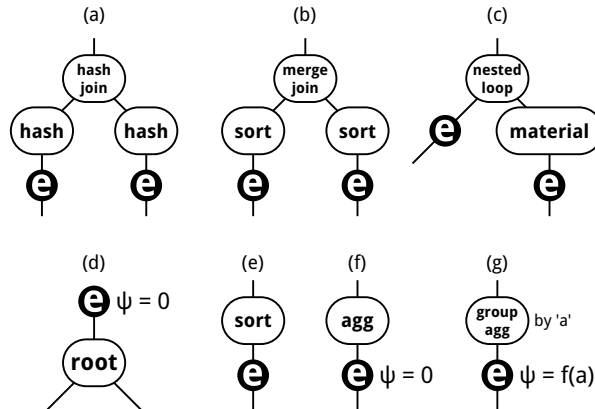 (a) (b) (c)
hash join merge join nested loop
hash hash sort sort e material
e e e e e
(d) (e) (f) (g)
e ψ = 0
root sort agg group agg by 'a'
e e ψ = 0 e ψ = f(a)